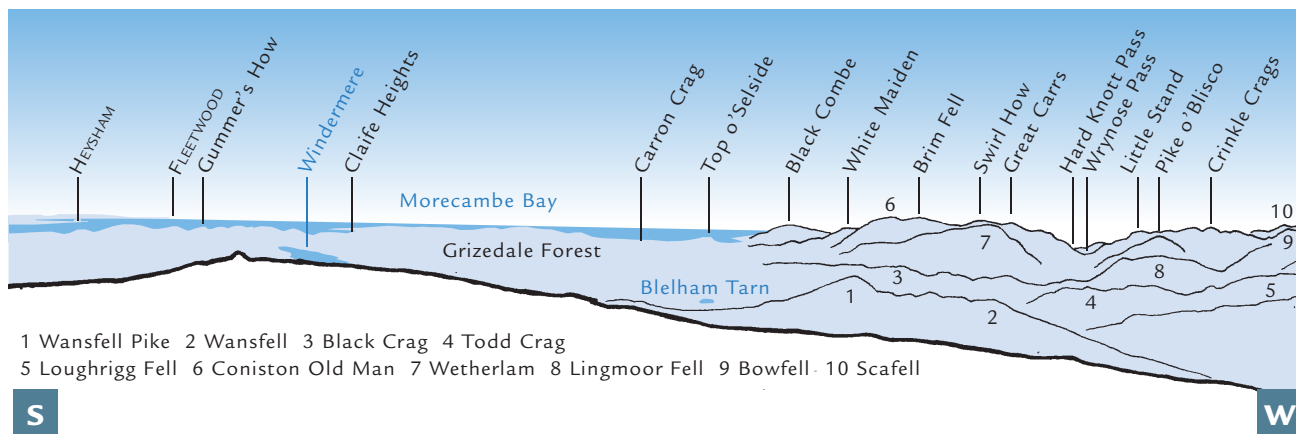 HEYSHAM
FLEETWOOD
Gummer's How
Windermere
Claife Heights
Carron Crag
Top o'Selside
Black Combe
White Maiden
Brim Fell
Swirl How
Great Carrs
Hard Knott Pass
Wrynose Pass
Little Stand
Pike o'Blisco
Crinkle Crags
Morecambe Bay
6
10
7
9
Grizedale Forest
3
8
Blelham Tarn
1
4
5
2
1 Wansfell Pike 2 Wansfell 3 Black Crag 4 Todd Crag
5 Loughrigg Fell 6 Coniston Old Man 7 Wetherlam 8 Lingmoor Fell 9 Bowfell 10 Scafell
S
W